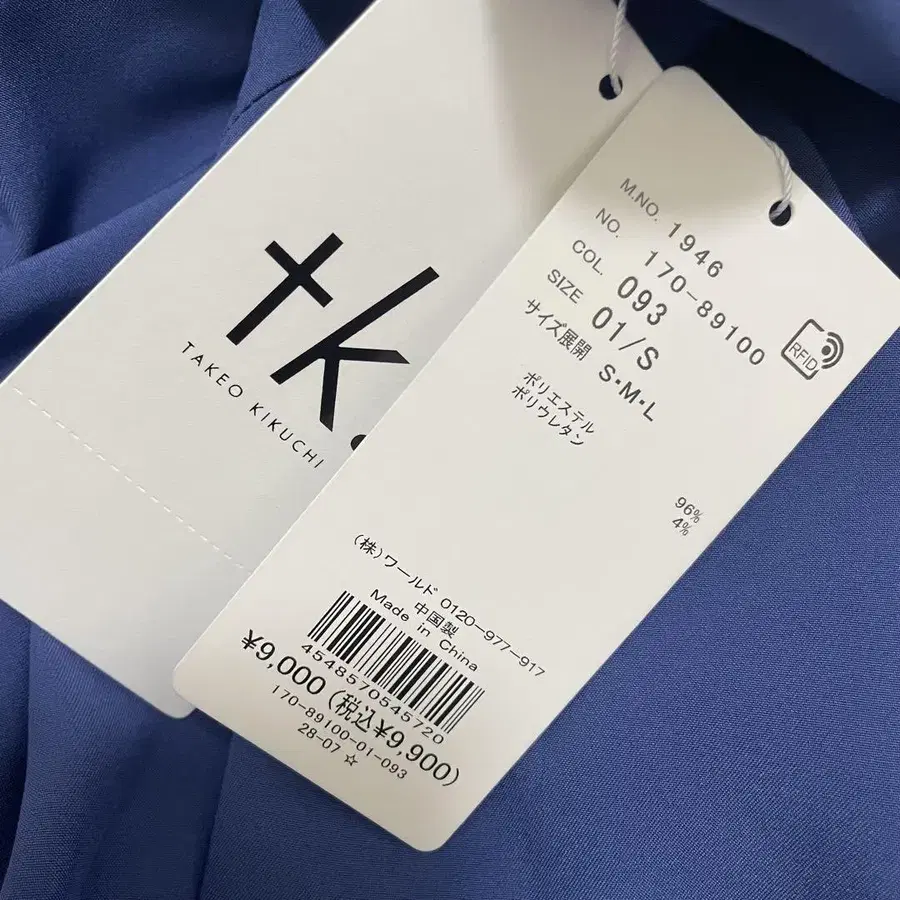 tk.
TAKEO KIKUCHI
M.NO. 1946
NO. 170-89100
COL. 093
SIZE 01/S
サイズ展開 S・M・L
RFID
ポリエステル 96%
ポリウレタン 4%
(株)ワールド 0120-977-917
中国製
Made in China
4548570545720
¥9,000(税込¥9,900)
170-89100-01-093
28-07 ☆